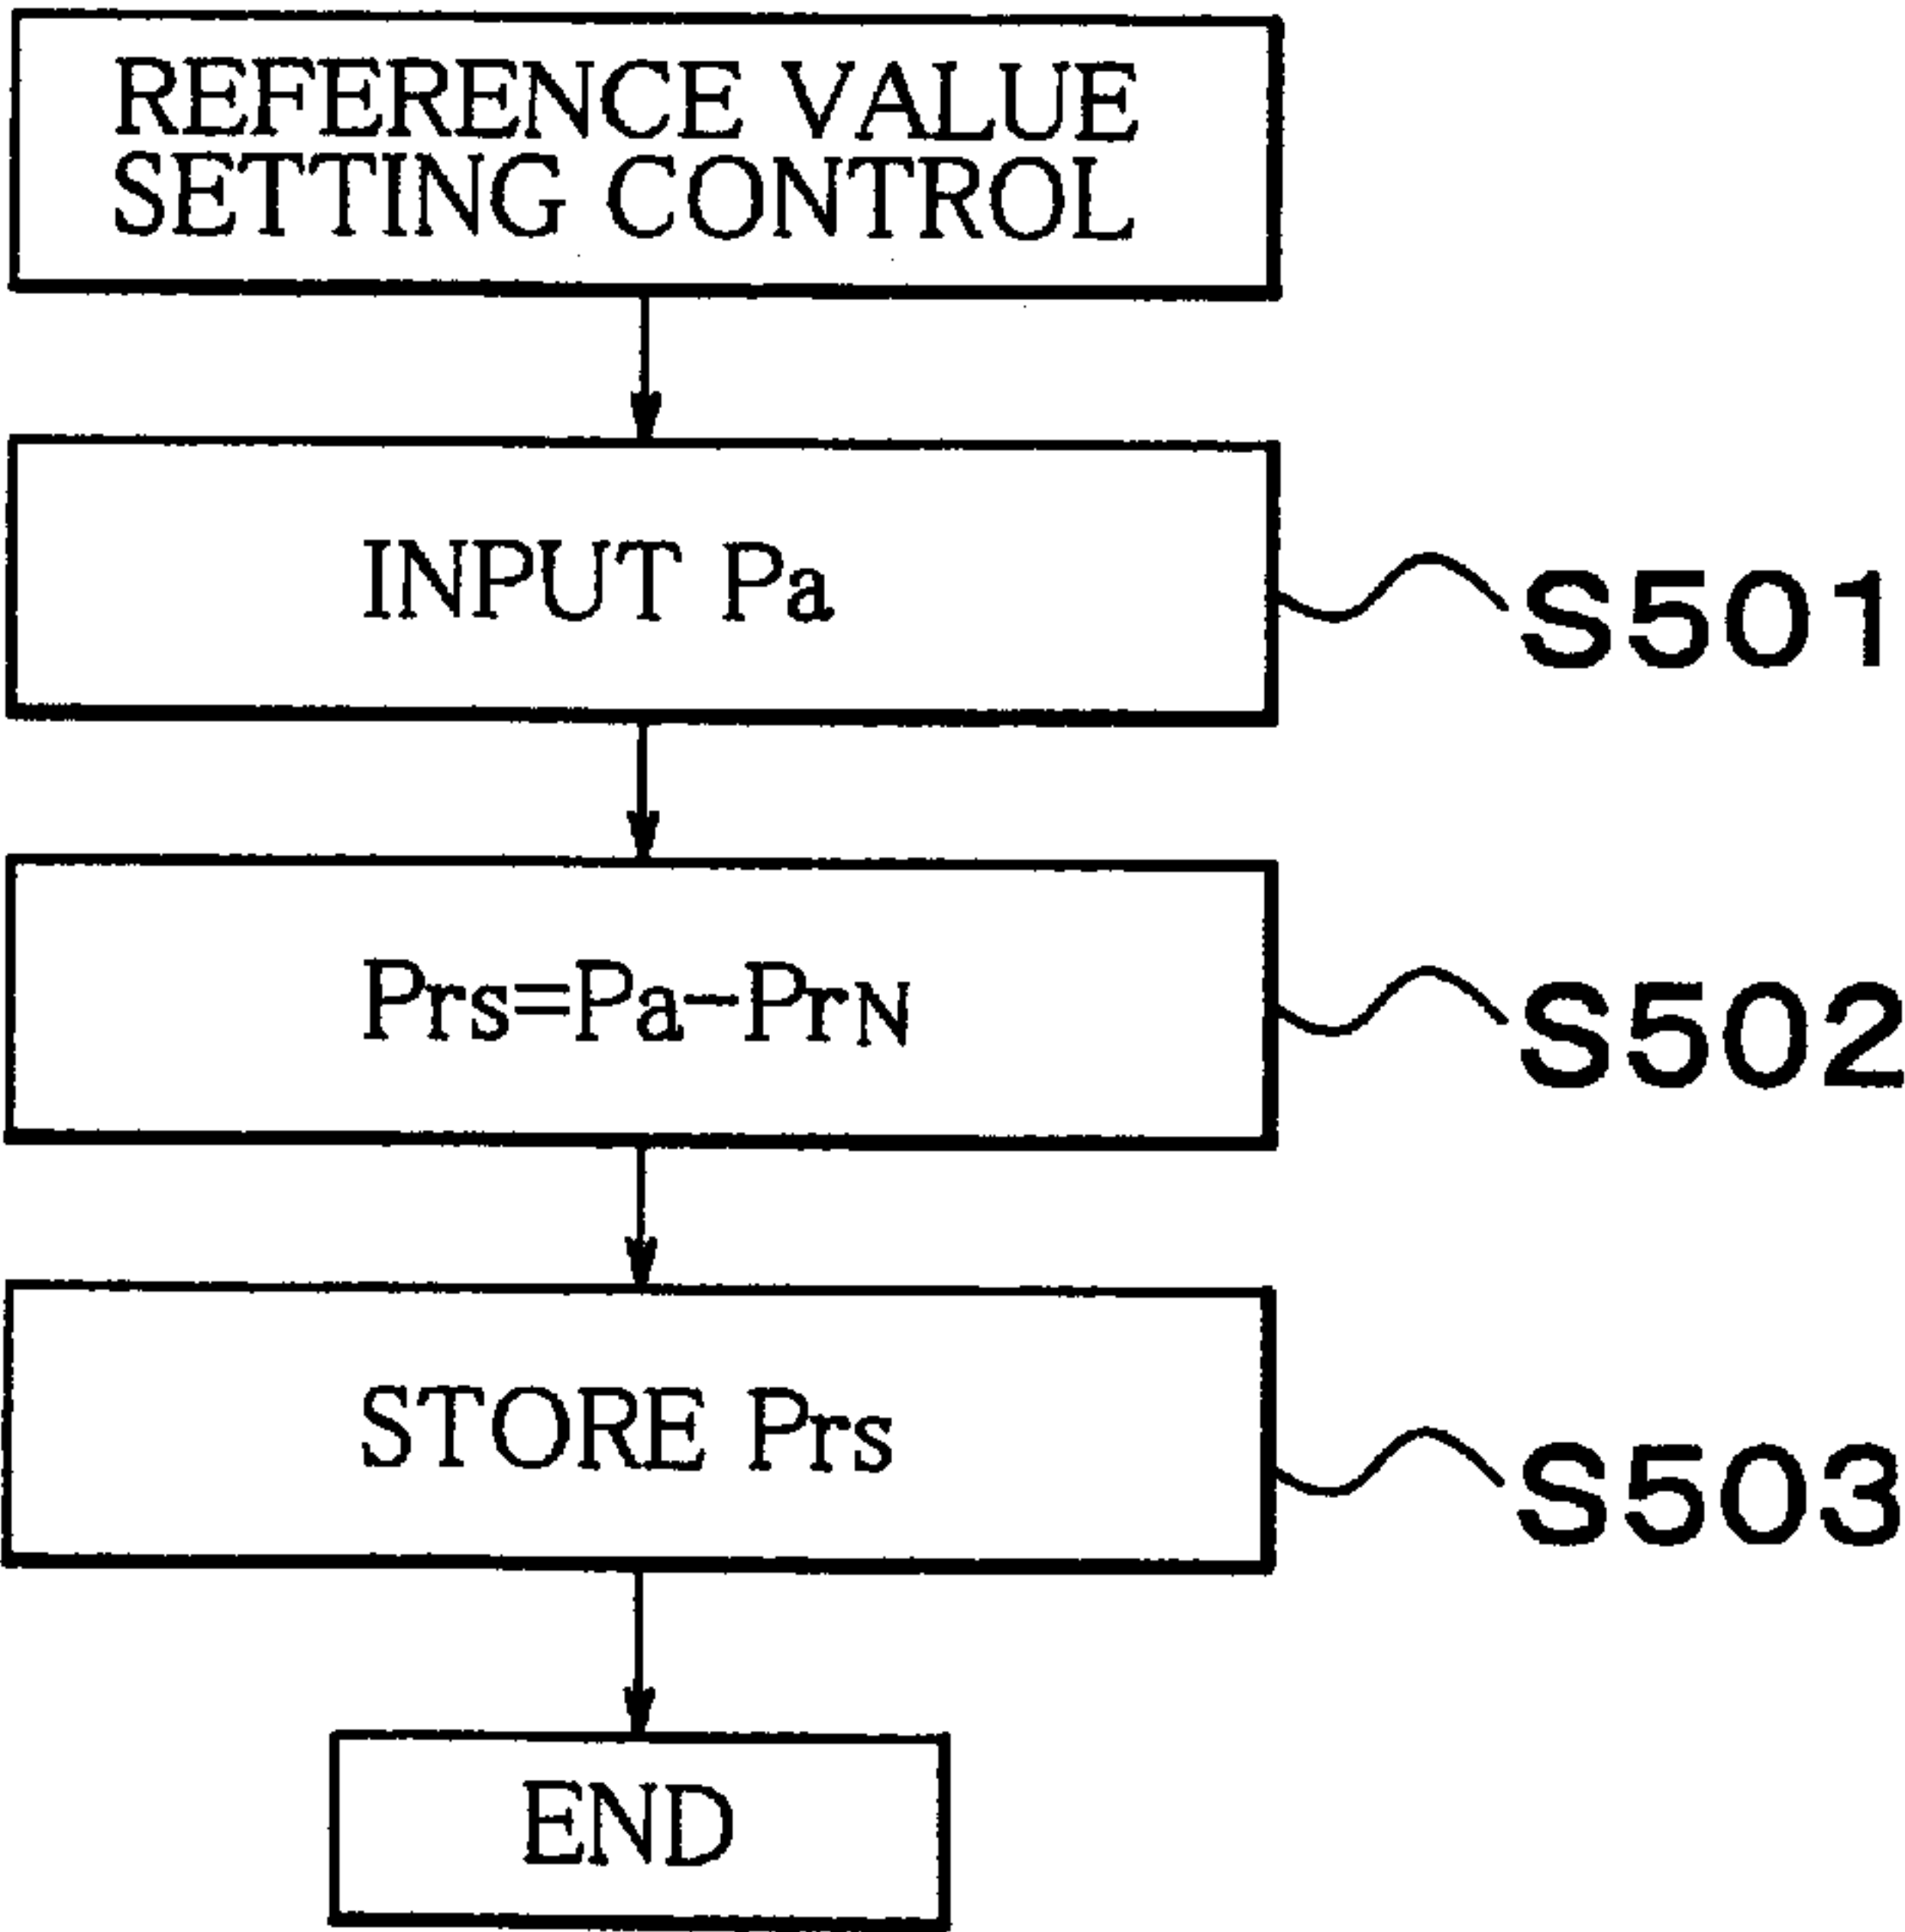 REFERENCE VALUE
SETTING CONTROL
INPUT Pa
S501
Prs=Pa-PrN
S502
STORE Prs
S503
END